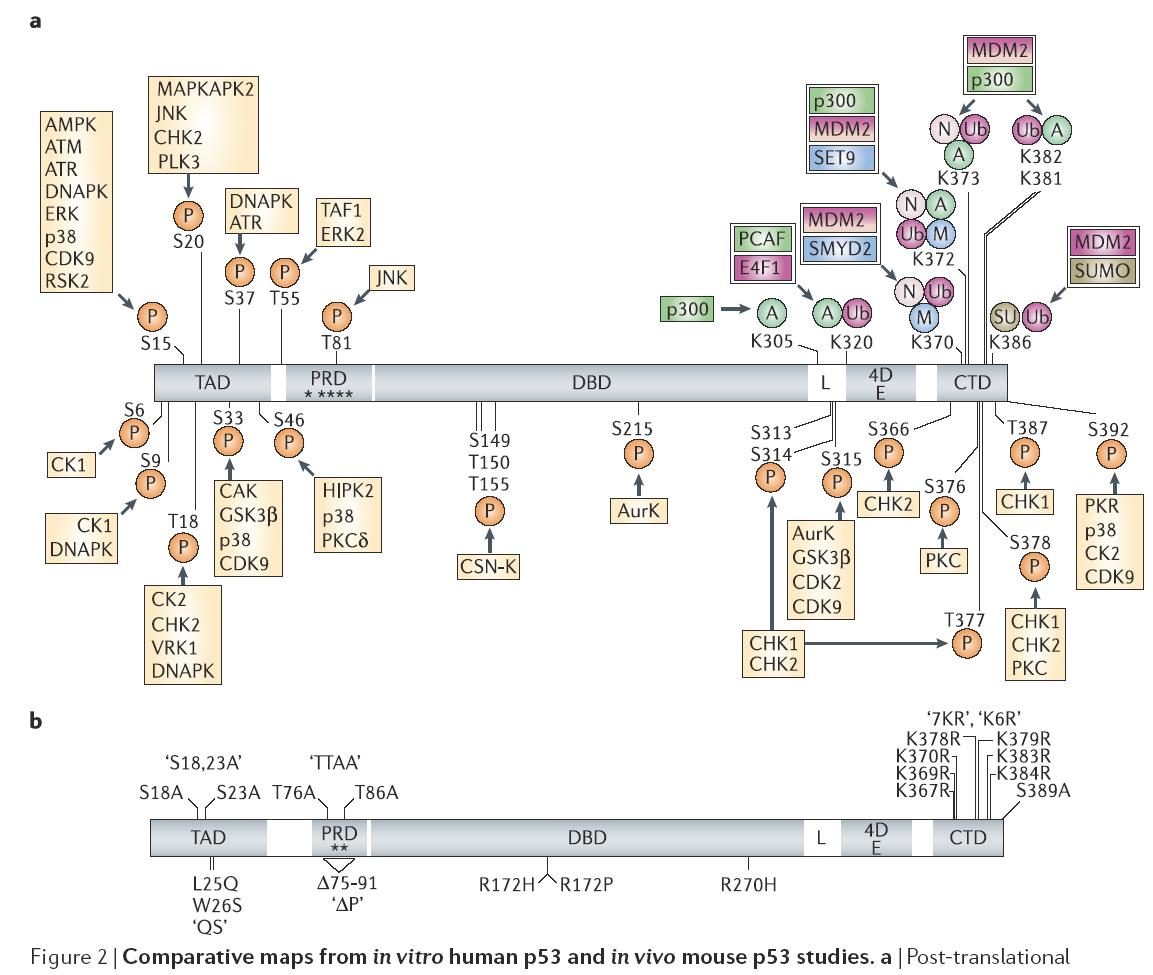 a
MDM2
p300
MAPKAPK2
JNK
CHK2
PLK3
p300
MDM2
SET9
AMPK
ATM
ATR
DNAPK
ERK
p38
CDK9
RSK2
N Ub
A
K373
Ub A
K382
K381
P
S20
DNAPK
ATR
TAF1
ERK2
N A
Ub M
K372
MDM2
SMYD2
PCAF
E4F1
MDM2
SUMO
P
S37
P
T55
JNK
N Ub
M
K370
P
S15
P
T81
p300
A
K305
A Ub
K320
SU Ub
K386
TAD
PRD
* ****
DBD
L
4D
E
CTD
S6
P
CK1
S9
P
CK1
DNAPK
T18
P
CK2
CHK2
VRK1
DNAPK
S33
P
CAK
GSK3β
p38
CDK9
S46
P
HIPK2
p38
PKCδ
S149
T150
T155
P
CSN-K
S215
P
AurK
S313
S314
P
CHK1
CHK2
S315
P
AurK
GSK3β
CDK2
CDK9
S366
P
CHK2
S376
P
PKC
T377
P
T387
P
CHK1
S378
P
CHK1
CHK2
PKC
S392
P
PKR
p38
CK2
CDK9
b
‘7KR’, ‘K6R’
K378R K379R
K370R K383R
K369R K384R
K367R S389A
‘S18,23A’
S18A S23A
‘TTAA’
T76A T86A
TAD
PRD
**
DBD
L
4D
E
CTD
L25Q
W26S
‘QS’
Δ75-91
‘ΔP’
R172H R172P
R270H
Figure 2 | Comparative maps from in vitro human p53 and in vivo mouse p53 studies. a | Post-translational